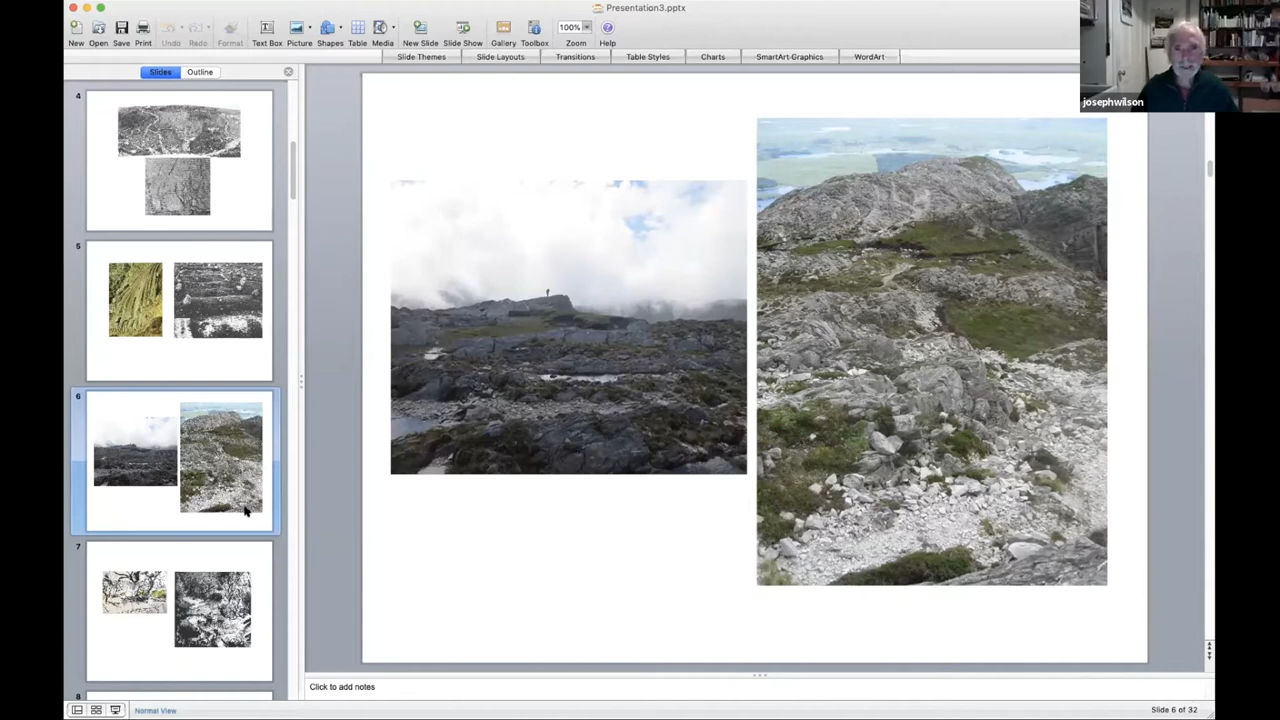 Presentation3.pptx
New Open Save Print Undo Redo Format Text Box Picture Shapes Table Media New Slide Slide Show Gallery Toolbox Zoom Help
100%
Slide Themes Slide Layouts Transitions Table Styles Charts SmartArt Graphics WordArt
josephwilson
Slides Outline
4
5
6
7
8
Click to add notes
Normal View
Slide 6 of 32